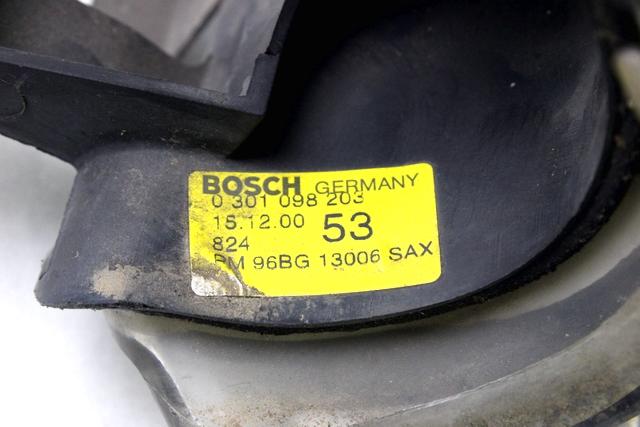 BOSCH GERMANY
0 301 098 203
15.12.00 53
824
PM 96BG 13006 SAX